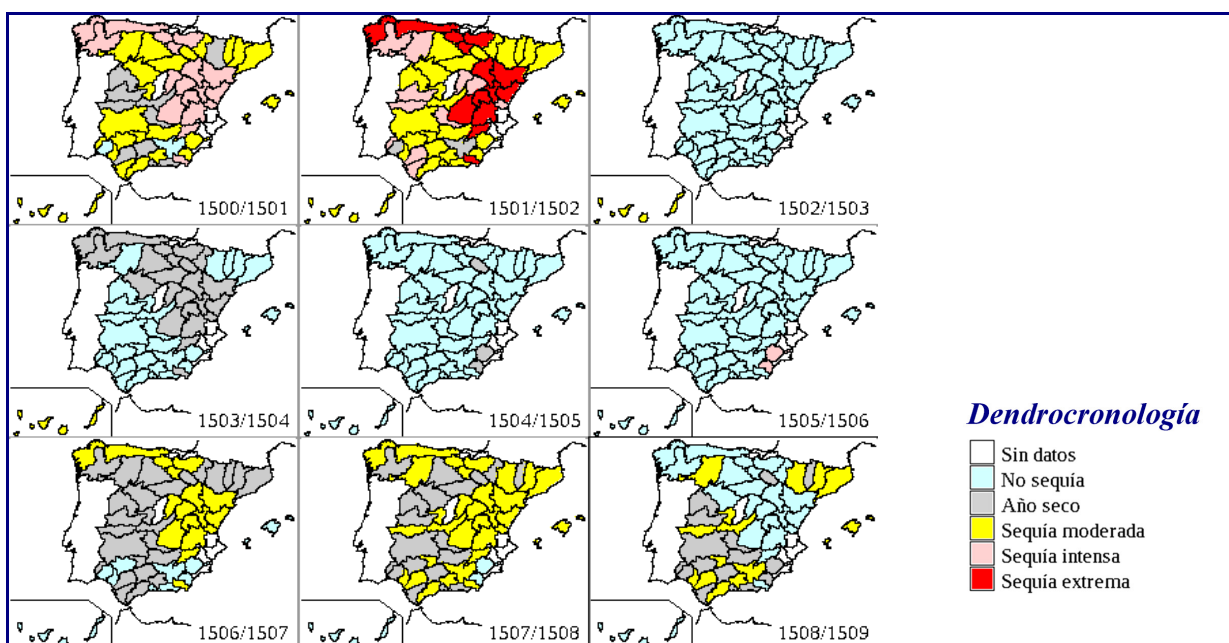 1500/1501
1501/1502
1502/1503
1503/1504
1504/1505
1505/1506
1506/1507
1507/1508
1508/1509
Dendrocronología
Sin datos
No sequía
Año seco
Sequía moderada
Sequía intensa
Sequía extrema